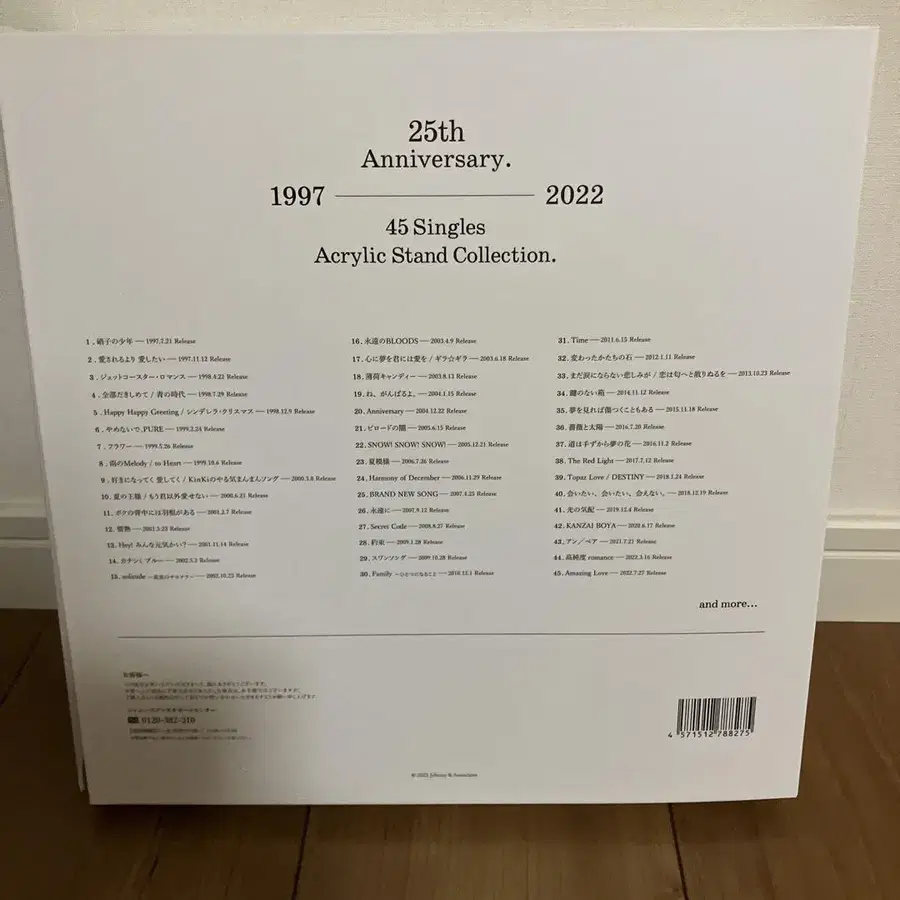 25th
Anniversary.
1997 — 2022
45 Singles
Acrylic Stand Collection.
1. 硝子の少年 — 1997.7.21 Release
2. 愛されるより 愛したい — 1997.11.12 Release
3. ジェットコースター・ロマンス — 1998.4.22 Release
4. 全部だきしめて / 青の時代 — 1998.7.29 Release
5. Happy Happy Greeting / シンデレラ・クリスマス — 1998.12.9 Release
6. やめないで,PURE — 1999.2.24 Release
7. フラワー — 1999.5.26 Release
8. 雨のMelody / to Heart — 1999.10.6 Release
9. 好きになってく 愛してく / KinKiのやる気まんまんソング — 2000.3.8 Release
10. 夏の王様 / もう君以外愛せない — 2000.6.21 Release
11. ボクの背中には羽根がある — 2001.2.7 Release
12. 情熱 — 2001.5.23 Release
13. Hey! みんな元気かい? — 2001.11.14 Release
14. カナシミ ブルー — 2002.5.2 Release
15. solitude ～真実のサヨナラ～ — 2002.10.23 Release
16. 永遠のBLOODS — 2003.4.9 Release
17. 心に夢を君には愛を / ギラ☆ギラ — 2003.6.18 Release
18. 薄荷キャンディー — 2003.8.13 Release
19. ね、がんばるよ。 — 2004.1.15 Release
20. Anniversary — 2004.12.22 Release
21. ビロードの闇 — 2005.6.15 Release
22. SNOW! SNOW! SNOW! — 2005.12.21 Release
23. 夏模様 — 2006.7.26 Release
24. Harmony of December — 2006.11.29 Release
25. BRAND NEW SONG — 2007.4.25 Release
26. 永遠に — 2007.9.12 Release
27. Secret Code — 2008.8.27 Release
28. 約束 — 2009.1.28 Release
29. スワンソング — 2009.10.28 Release
30. Family ～ひとつになること — 2010.12.1 Release
31. Time — 2011.6.15 Release
32. 変わったかたちの石 — 2012.1.11 Release
33. まだ涙にならない悲しみが / 恋は匂へと散りぬるを — 2013.10.23 Release
34. 鍵のない箱 — 2014.11.12 Release
35. 夢を見れば傷つくこともある — 2015.11.18 Release
36. 薔薇と太陽 — 2016.7.20 Release
37. 道は手ずから夢の花 — 2016.11.2 Release
38. The Red Light — 2017.7.12 Release
39. Topaz Love / DESTINY — 2018.1.24 Release
40. 会いたい、会いたい、会えない。 — 2018.12.19 Release
41. 光の気配 — 2019.12.4 Release
42. KANZAI BOYA — 2020.6.17 Release
43. アン/ペア — 2021.7.21 Release
44. 高純度 romance — 2022.3.16 Release
45. Amazing Love — 2022.7.27 Release
and more...
お客様へ
0120-382-310
4 571512 788275
© 2022 Johnny & Associates